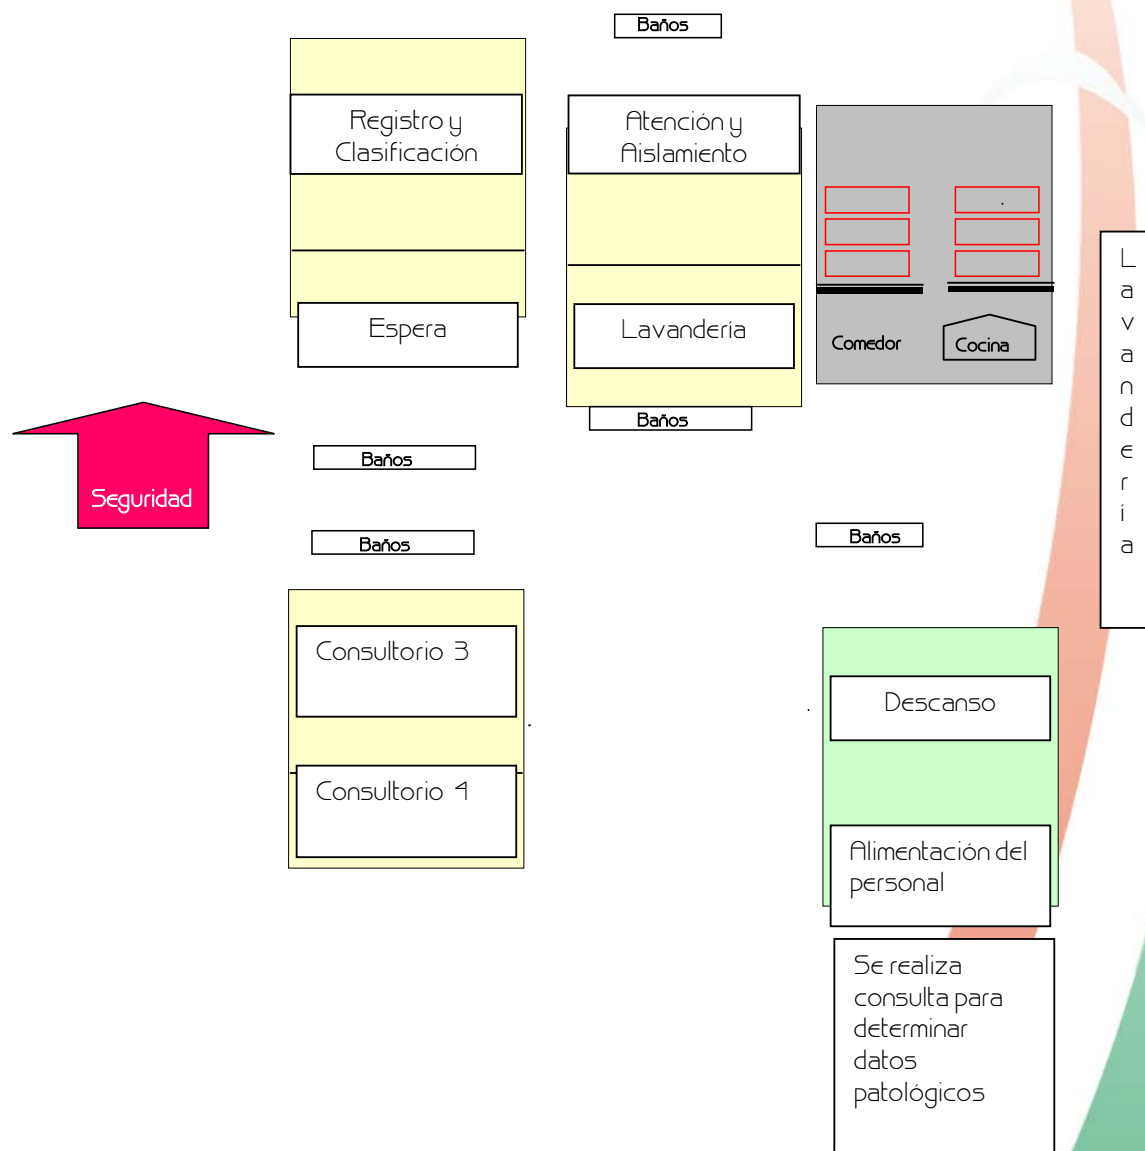 Baños
Registro y
Clasificación
Atención y
Aislamiento
Espera
Lavandería
Comedor
Cocina
Lavandería
Baños
Baños
Seguridad
Baños
Baños
Consultorio 3
Descanso
Consultorio 4
Alimentación del
personal
Se realiza
consulta para
determinar
datos
patológicos